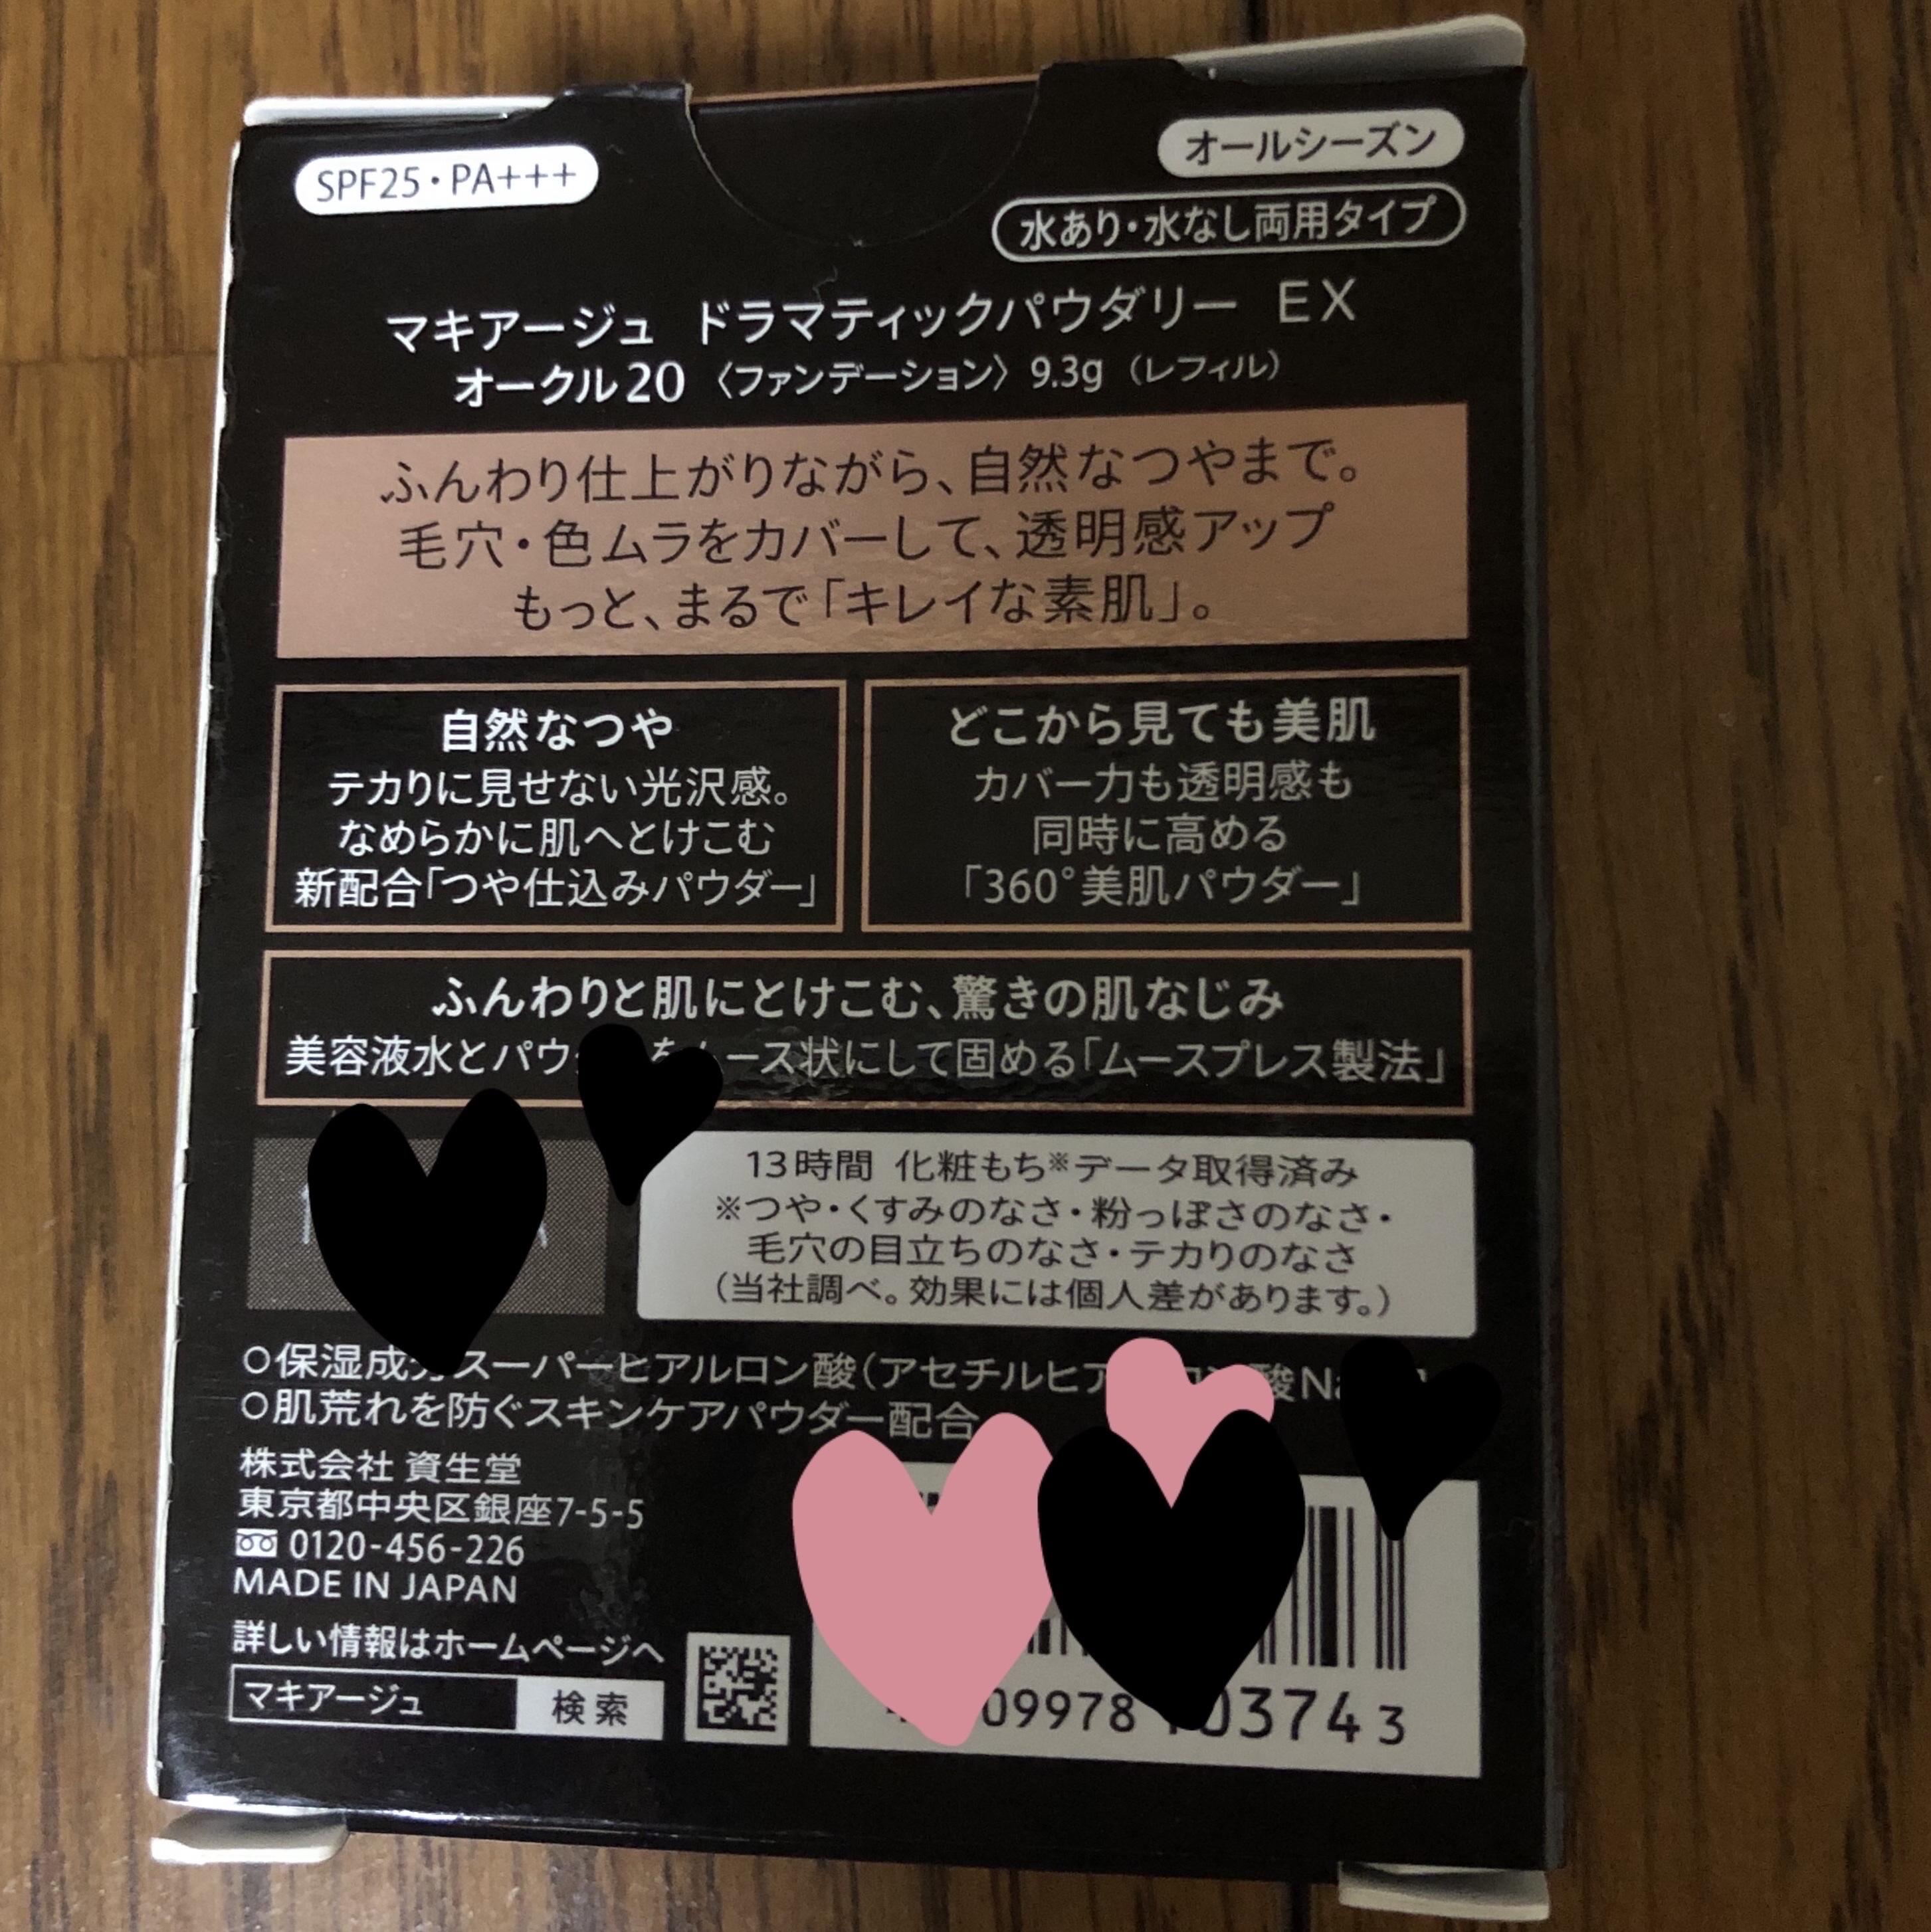 SPF25・PA+++
オールシーズン
水あり・水なし両用タイプ
マキアージュ ドラマティックパウダリー EX
オークル20 〈ファンデーション〉 9.3g (レフィル)
ふんわり仕上がりながら、自然なつやまで。
毛穴・色ムラをカバーして、透明感アップ
もっと、まるで「キレイな素肌」。
自然なつや
テカりに見せない光沢感。
なめらかに肌へとけこむ
新配合「つや仕込みパウダー」
どこから見ても美肌
カバー力も透明感も
同時に高める
「360°美肌パウダー」
ふんわりと肌にとけこむ、驚きの肌なじみ
美容液水とパウ を ース状にして固める「ムースプレス製法」
13時間 化粧もち※データ取得済み
※つや・くすみのなさ・粉っぽさのなさ・
毛穴の目立ちのなさ・テカりのなさ
(当社調べ。効果には個人差があります。)
○保湿成分スーパーヒアルロン酸(アセチルヒア ロン酸Na
○肌荒れを防ぐスキンケアパウダー配合
株式会社 資生堂
東京都中央区銀座7-5-5
0120-456-226
MADE IN JAPAN
詳しい情報はホームページへ
マキアージュ 検索
09978 03743